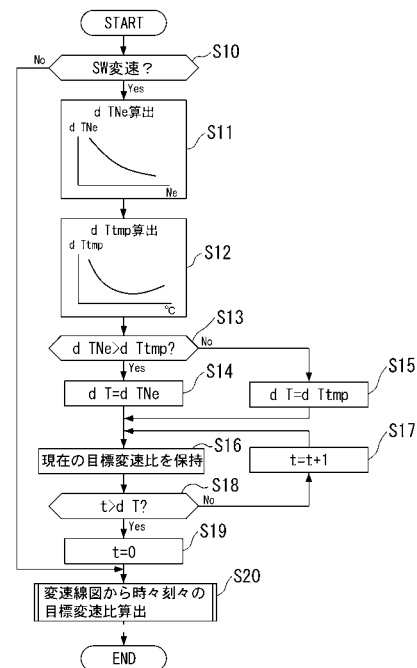 START
S10
SW変速?
No
Yes
d TNe算出
d TNe
Ne
S11
d Ttmp算出
d Ttmp
℃
S12
S13
d TNe>d Ttmp?
No
Yes
S14
d T=d TNe
S15
d T=d Ttmp
S16
現在の目標変速比を保持
S17
t=t+1
S18
t>d T?
No
Yes
S19
t=0
S20
変速線図から時々刻々の
目標変速比算出
END